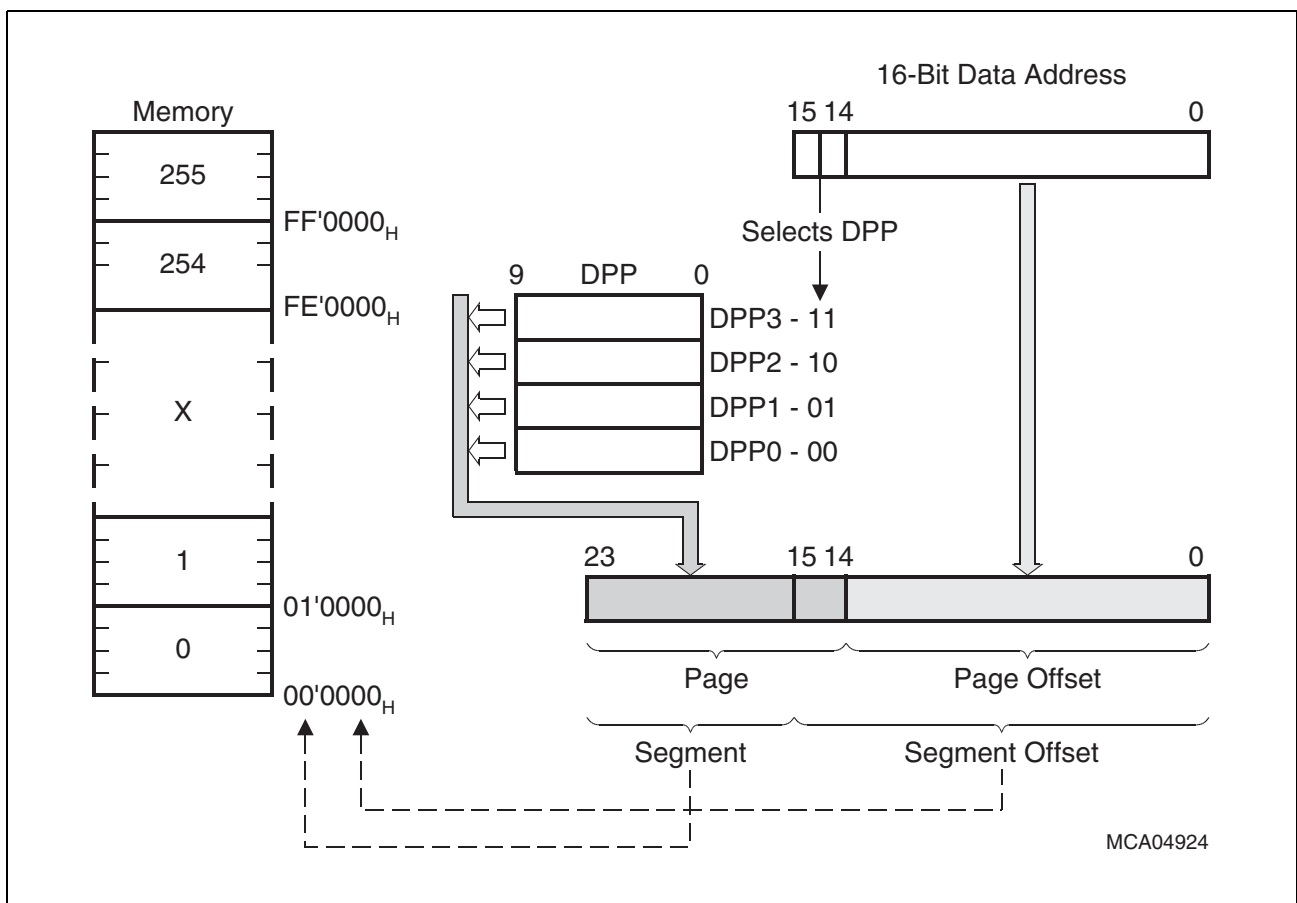 16-Bit Data Address
Memory
15 14 0
255
Selects DPP
FF'0000H
254
9 DPP 0
FE'0000H
DPP3 - 11
DPP2 - 10
X
DPP1 - 01
DPP0 - 00
1
23 15 14 0
01'0000H
0
Page Page Offset
00'0000H
Segment Segment Offset
MCA04924